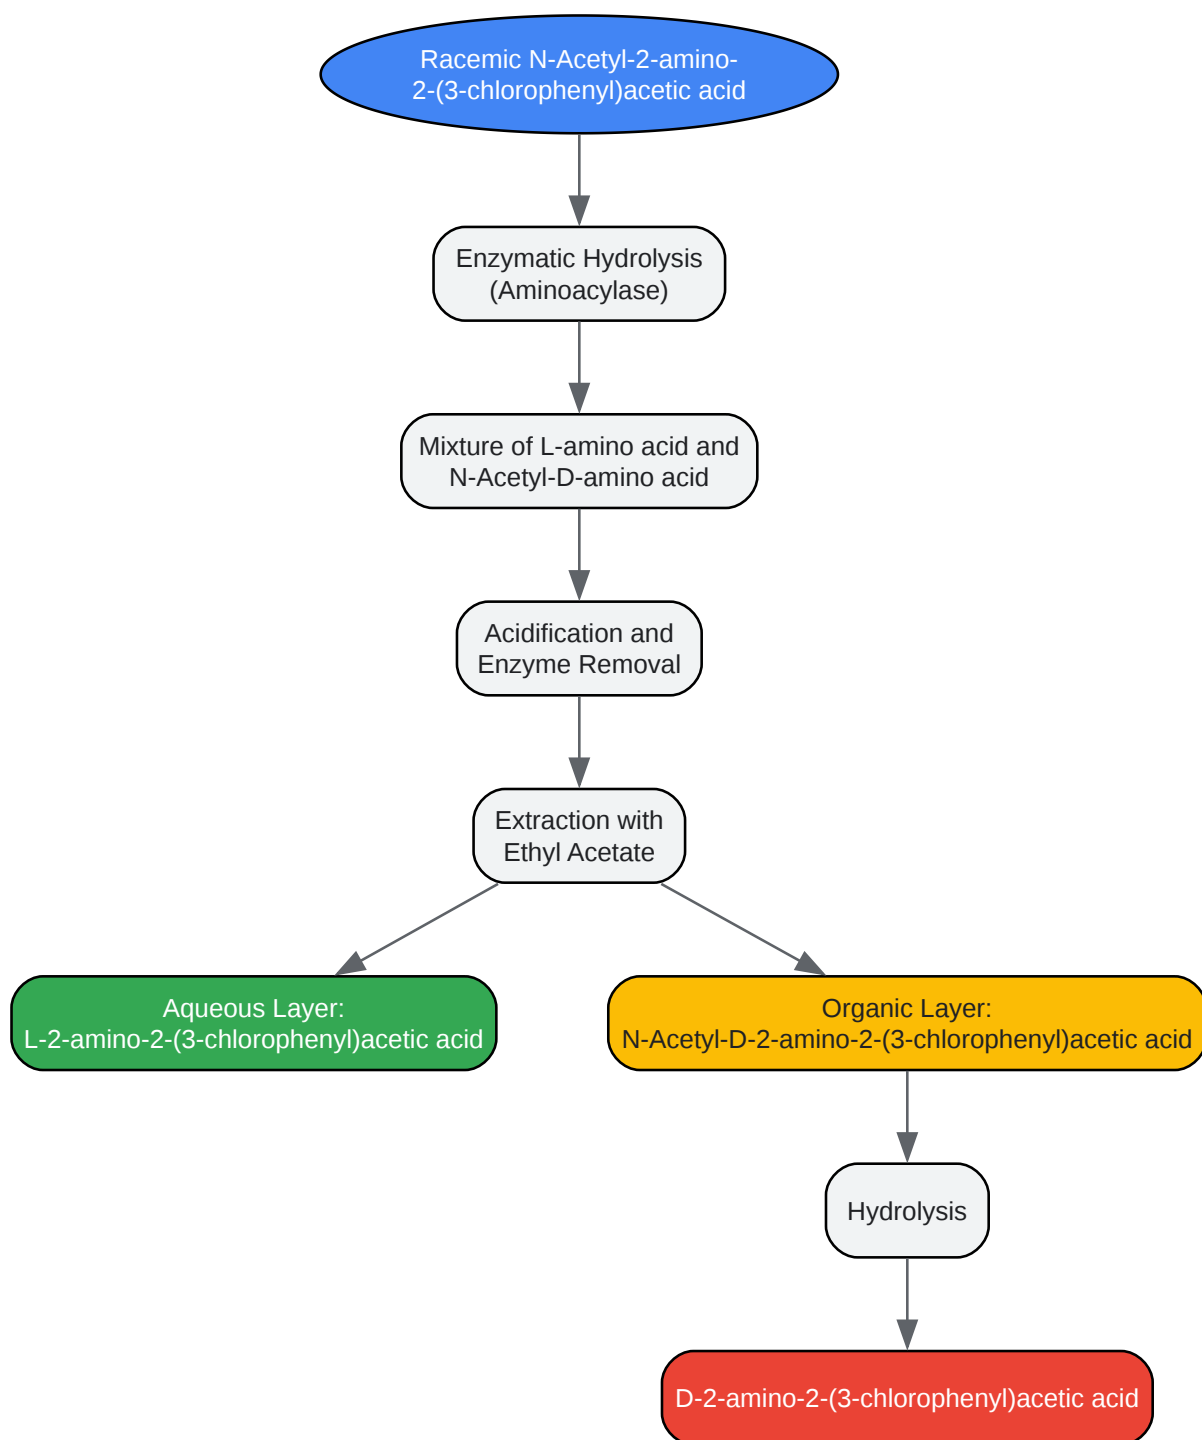 Racemic N-Acetyl-2-amino-
2-(3-chlorophenyl)acetic acid
Enzymatic Hydrolysis
(Aminoacylase)
Mixture of L-amino acid and
N-Acetyl-D-amino acid
Acidification and
Enzyme Removal
Extraction with
Ethyl Acetate
Aqueous Layer:
L-2-amino-2-(3-chlorophenyl)acetic acid
Organic Layer:
N-Acetyl-D-2-amino-2-(3-chlorophenyl)acetic acid
Hydrolysis
D-2-amino-2-(3-chlorophenyl)acetic acid